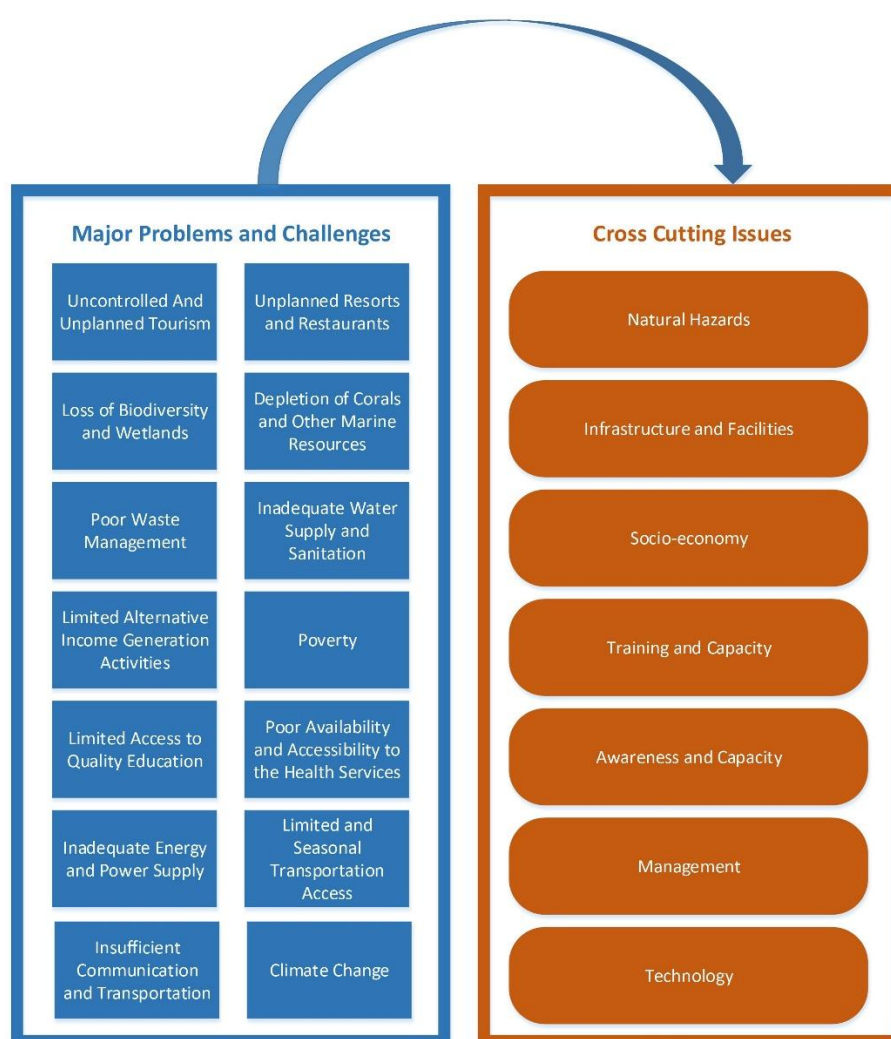 Major Problems and Challenges
Uncontrolled And
Unplanned Tourism
Unplanned Resorts
and Restaurants
Loss of Biodiversity
and Wetlands
Depletion of Corals
and Other Marine
Resources
Poor Waste
Management
Inadequate Water
Supply and
Sanitation
Limited Alternative
Income Generation
Activities
Poverty
Limited Access to
Quality Education
Poor Availability
and Accessibility to
the Health Services
Inadequate Energy
and Power Supply
Limited and
Seasonal
Transportation
Access
Insufficient
Communication
and Transportation
Climate Change
Cross Cutting Issues
Natural Hazards
Infrastructure and Facilities
Socio-economy
Training and Capacity
Awareness and Capacity
Management
Technology